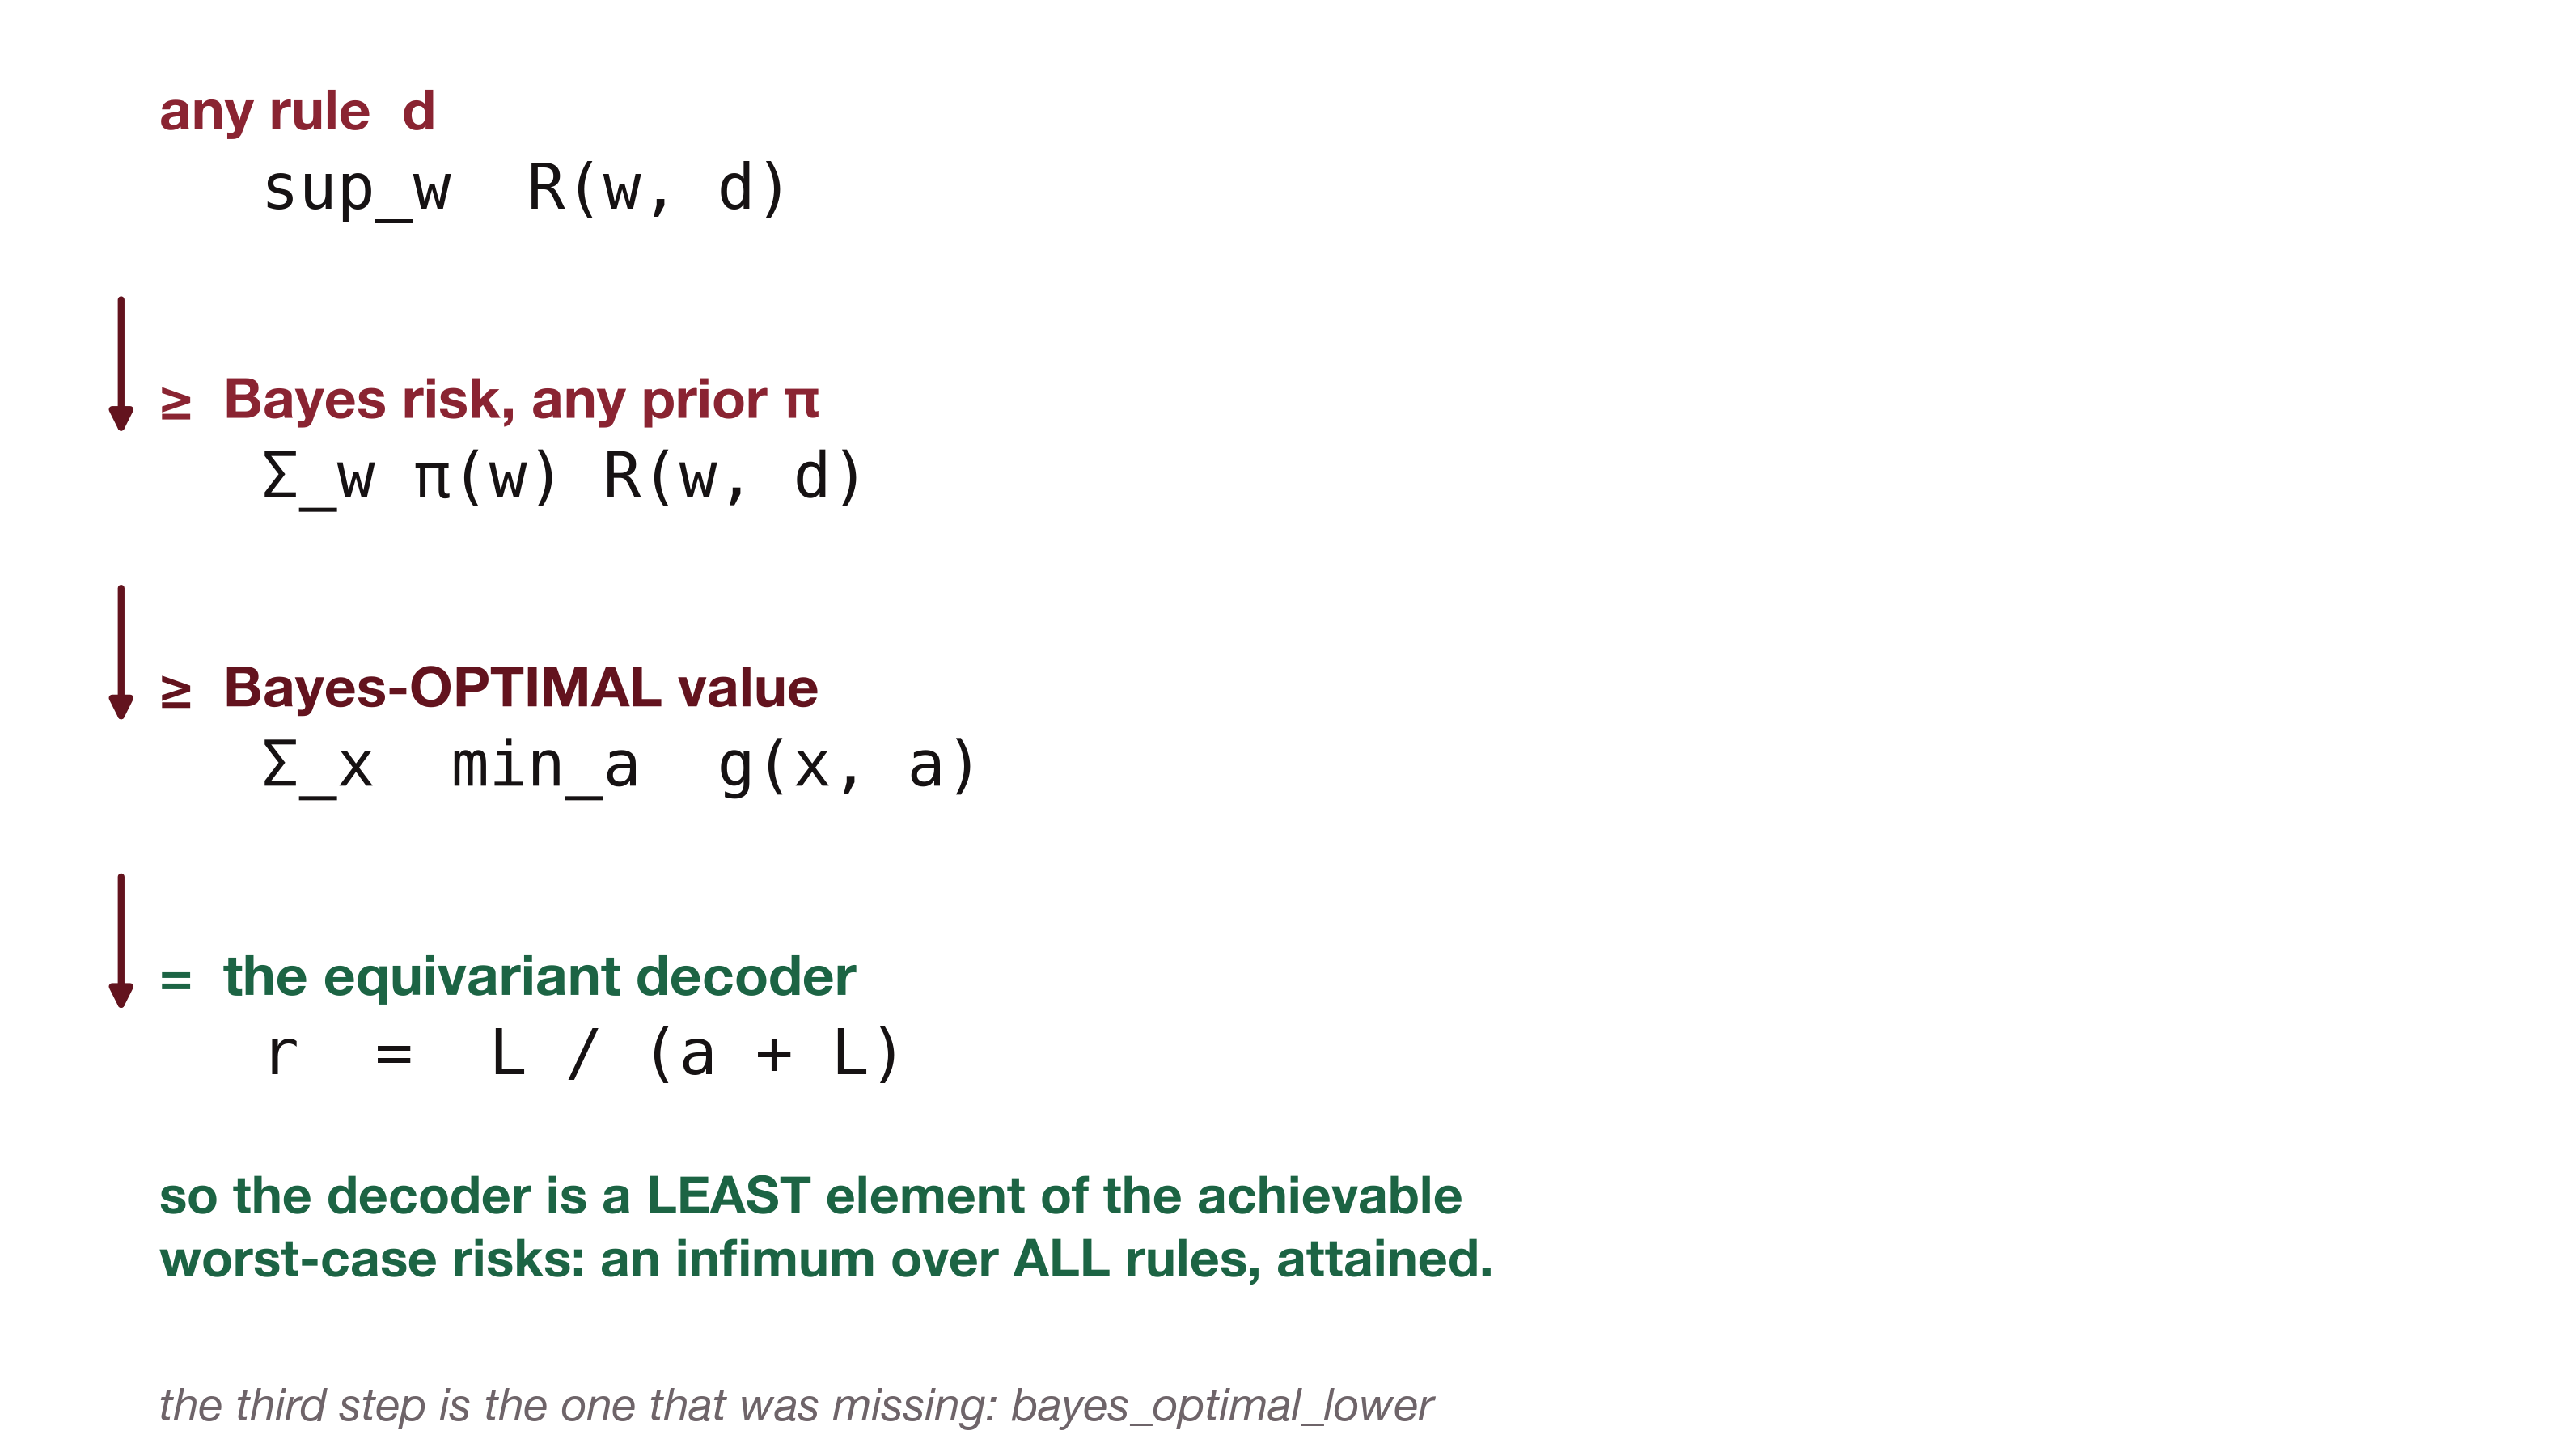 any rule d
sup_w R(w, d)
≥ Bayes risk, any prior π
Σ_w π(w) R(w, d)
≥ Bayes-OPTIMAL value
Σ_x min_a g(x, a)
= the equivariant decoder
r = L / (a + L)
so the decoder is a LEAST element of the achievable
worst-case risks: an infimum over ALL rules, attained.
the third step is the one that was missing: bayes_optimal_lower